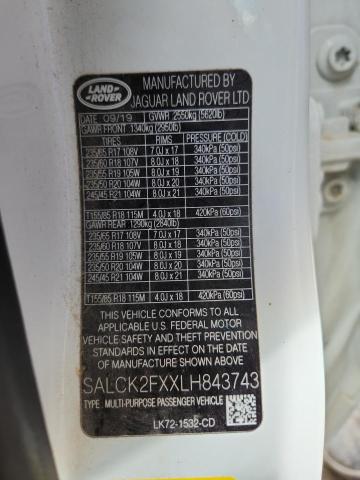 LAND ROVER
MANUFACTURED BY
JAGUAR LAND ROVER LTD
DATE 09/19 GVWR 2550kg (5620lb)
GAWR FRONT 1340kg (2950lb)
TIRES RIMS PRESSURE (COLD)
235/65 R17 108V 7.0J x 17 340kPa (50psi)
235/60 R18 107V 8.0J x 18 340kPa (50psi)
235/55 R19 105W 8.0J x 19 340kPa (50psi)
235/50 R20 104W 8.0J x 20 340kPa (50psi)
245/45 R21 104W 8.0J x 21 340kPa (50psi)
T155/85 R18 115M 4.0J x 18 420kPa (60psi)
GAWR REAR 1290kg (2840lb)
235/65 R17 108V 7.0J x 17 340kPa (50psi)
235/60 R18 107V 8.0J x 18 340kPa (50psi)
235/55 R19 105W 8.0J x 19 340kPa (50psi)
235/50 R20 104W 8.0J x 20 340kPa (50psi)
245/45 R21 104W 8.0J x 21 340kPa (50psi)
T155/85 R18 115M 4.0J x 18 420kPa (60psi)
THIS VEHICLE CONFORMS TO ALL
APPLICABLE U.S. FEDERAL MOTOR
VEHICLE SAFETY AND THEFT
PREVENTION STANDARDS IN EFFECT ON
THE DATE OF MANUFACTURE SHOWN ABOVE
SALCK2FXXLH843743
TYPE : MULTI-PURPOSE PASSENGER VEHICLE
LK72-1532-CD